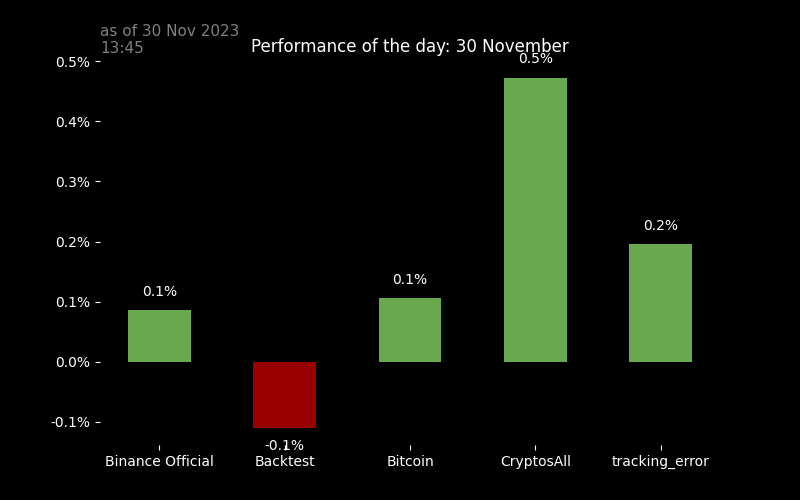 as of 30 Nov 2023
13:45
Performance of the day: 30 November
0.5%
0.5%
0.4%
0.3%
0.2%
0.2%
0.1%
0.1%
0.1%
0.0%
-0.1%
-0.1%
Binance Official
Backtest
Bitcoin
CryptosAll
tracking_error